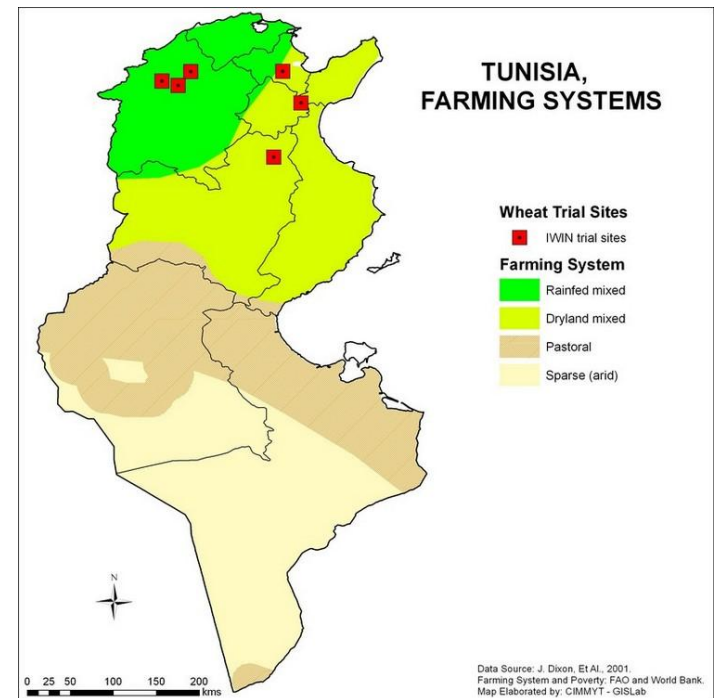 TUNISIA,
FARMING SYSTEMS
Wheat Trial Sites
IWIN trial sites
Farming System
Rainfed mixed
Dryland mixed
Pastoral
Sparse (arid)
N
0 25 50 100 150 200
kms
Data Source: J. Dixon, Et Al., 2001.
Farming System and Poverty: FAO and World Bank.
Map Elaborated by: CIMMYT - GISLab